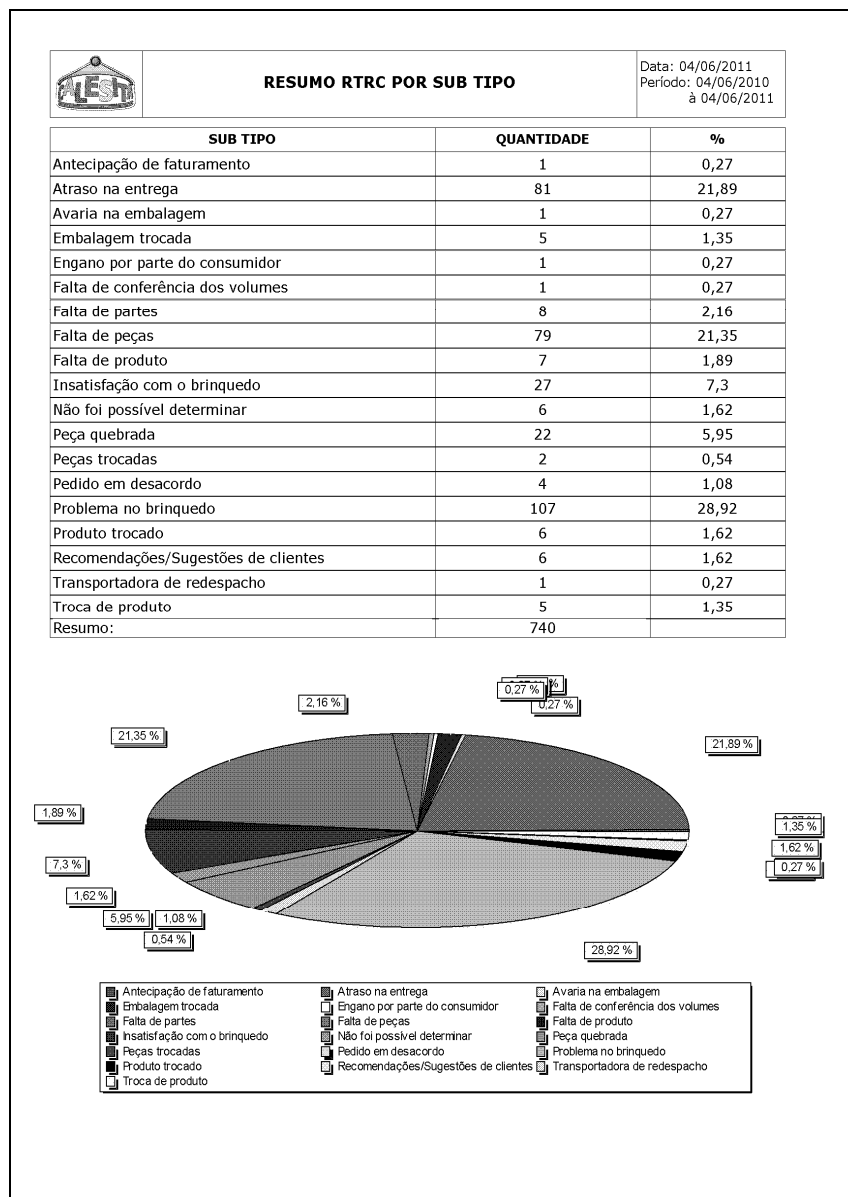 ALESHI
RESUMO RTRC POR SUB TIPO
Data: 04/06/2011
Período: 04/06/2010
à 04/06/2011
SUB TIPO QUANTIDADE %
Antecipação de faturamento 1 0,27
Atraso na entrega 81 21,89
Avaria na embalagem 1 0,27
Embalagem trocada 5 1,35
Engano por parte do consumidor 1 0,27
Falta de conferência dos volumes 1 0,27
Falta de partes 8 2,16
Falta de peças 79 21,35
Falta de produto 7 1,89
Insatisfação com o brinquedo 27 7,3
Não foi possível determinar 6 1,62
Peça quebrada 22 5,95
Peças trocadas 2 0,54
Pedido em desacordo 4 1,08
Problema no brinquedo 107 28,92
Produto trocado 6 1,62
Recomendações/Sugestões de clientes 6 1,62
Transportadora de redespacho 1 0,27
Troca de produto 5 1,35
Resumo: 740
0,27 %
2,16 %
0,27 %
21,35 %
21,89 %
1,89 %
1,35 %
1,62 %
7,3 %
0,27 %
1,62 %
5,95 % 1,08 %
0,54 %
28,92 %
Antecipação de faturamento Atraso na entrega Avaria na embalagem
Embalagem trocada Engano por parte do consumidor Falta de conferência dos volumes
Falta de partes Falta de peças Falta de produto
Insatisfação com o brinquedo Não foi possível determinar Peça quebrada
Peças trocadas Pedido em desacordo Problema no brinquedo
Produto trocado Recomendações/Sugestões de clientes Transportadora de redespacho
Troca de produto